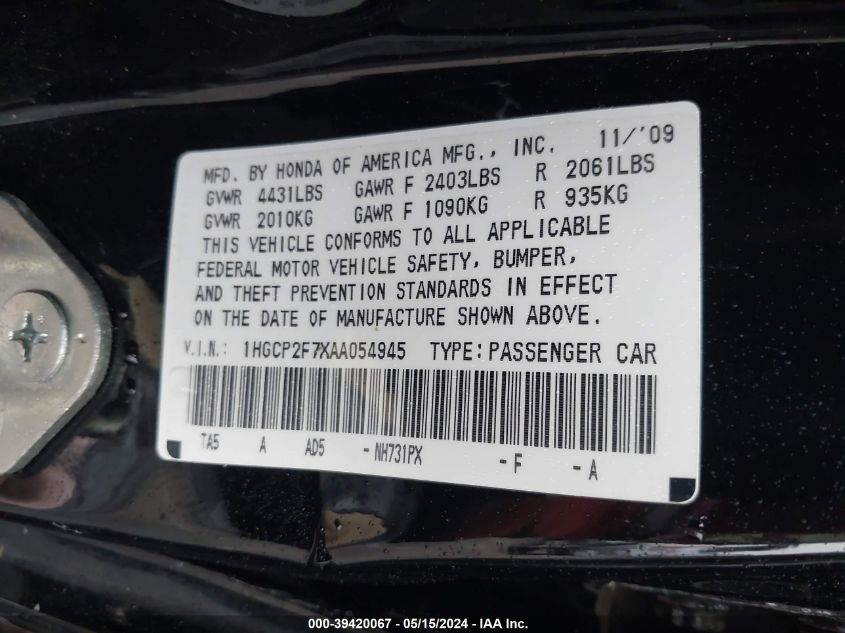 MFD. BY HONDA OF AMERICA MFG., INC. 11/'09
GVWR 4431LBS GAWR F 2403LBS R 2061LBS
GVWR 2010KG GAWR F 1090KG R 935KG
THIS VEHICLE CONFORMS TO ALL APPLICABLE
FEDERAL MOTOR VEHICLE SAFETY, BUMPER,
AND THEFT PREVENTION STANDARDS IN EFFECT
ON THE DATE OF MANUFACTURE SHOWN ABOVE.
V.I.N.: 1HGCP2F7XAA054945 TYPE:PASSENGER CAR
TA5 A AD5 -NH731PX -F -A
000-39420067 - 05/15/2024 - IAA Inc.